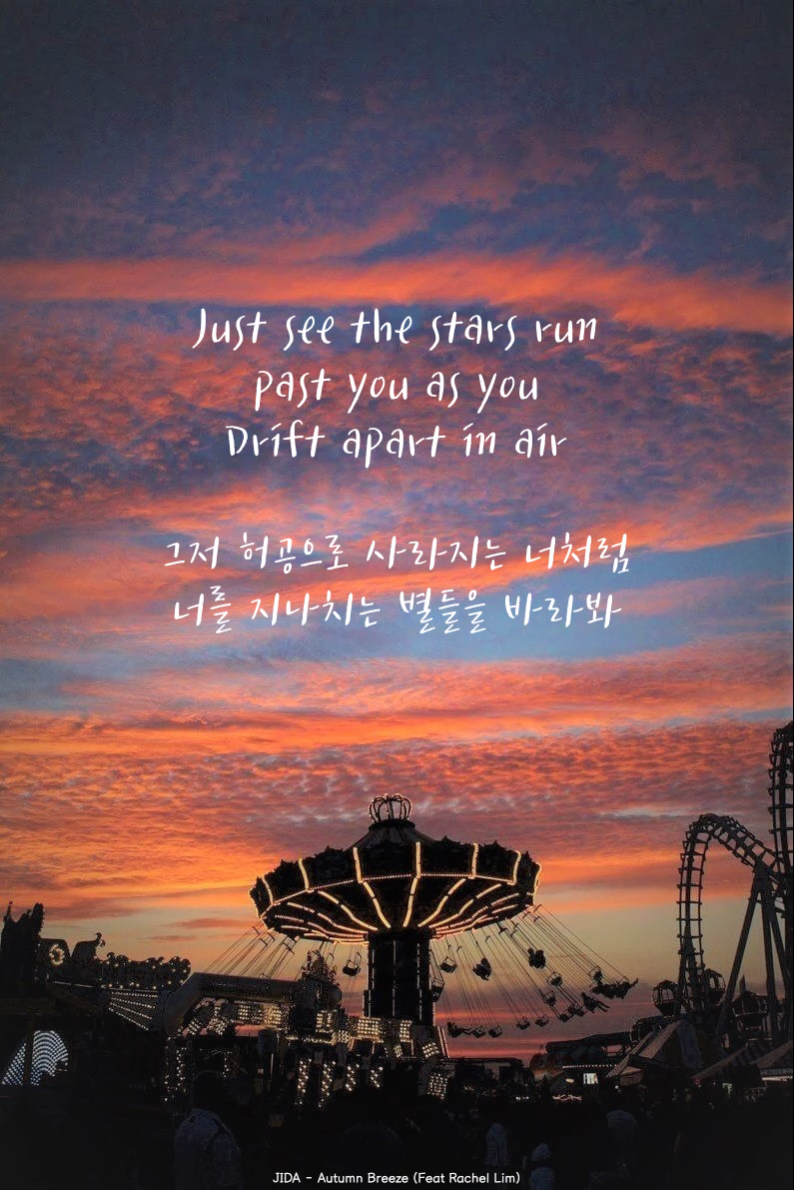 Just see the stars run
past you as you
Drift apart in air
그저 허공으로 사라지는 너처럼
너를 지나치는 별들을 바라봐
JIDA - Autumn Breeze (Feat Rachel Lim)